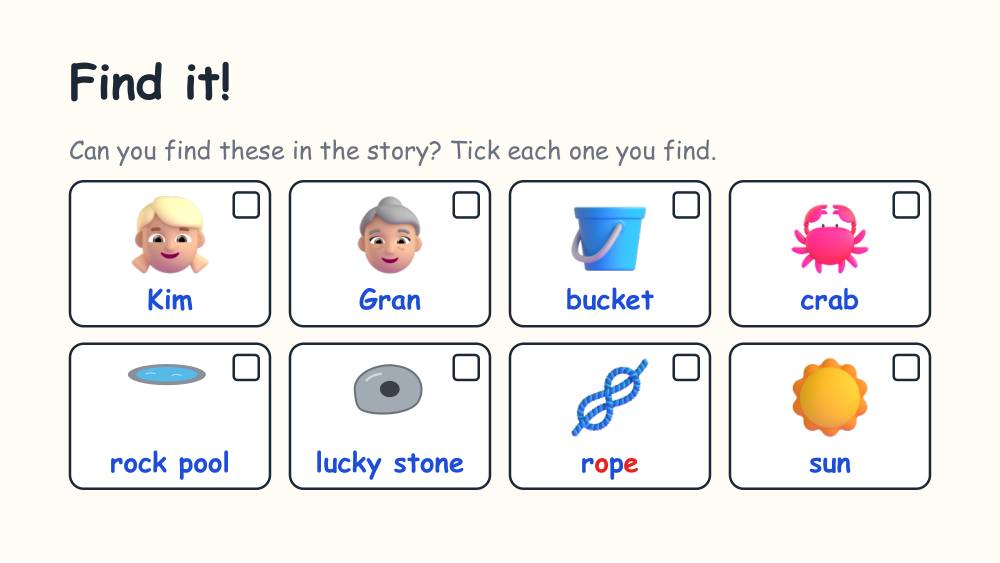 Find it!
Can you find these in the story? Tick each one you find.
Kim
Gran
bucket
crab
rock pool
lucky stone
rope
sun